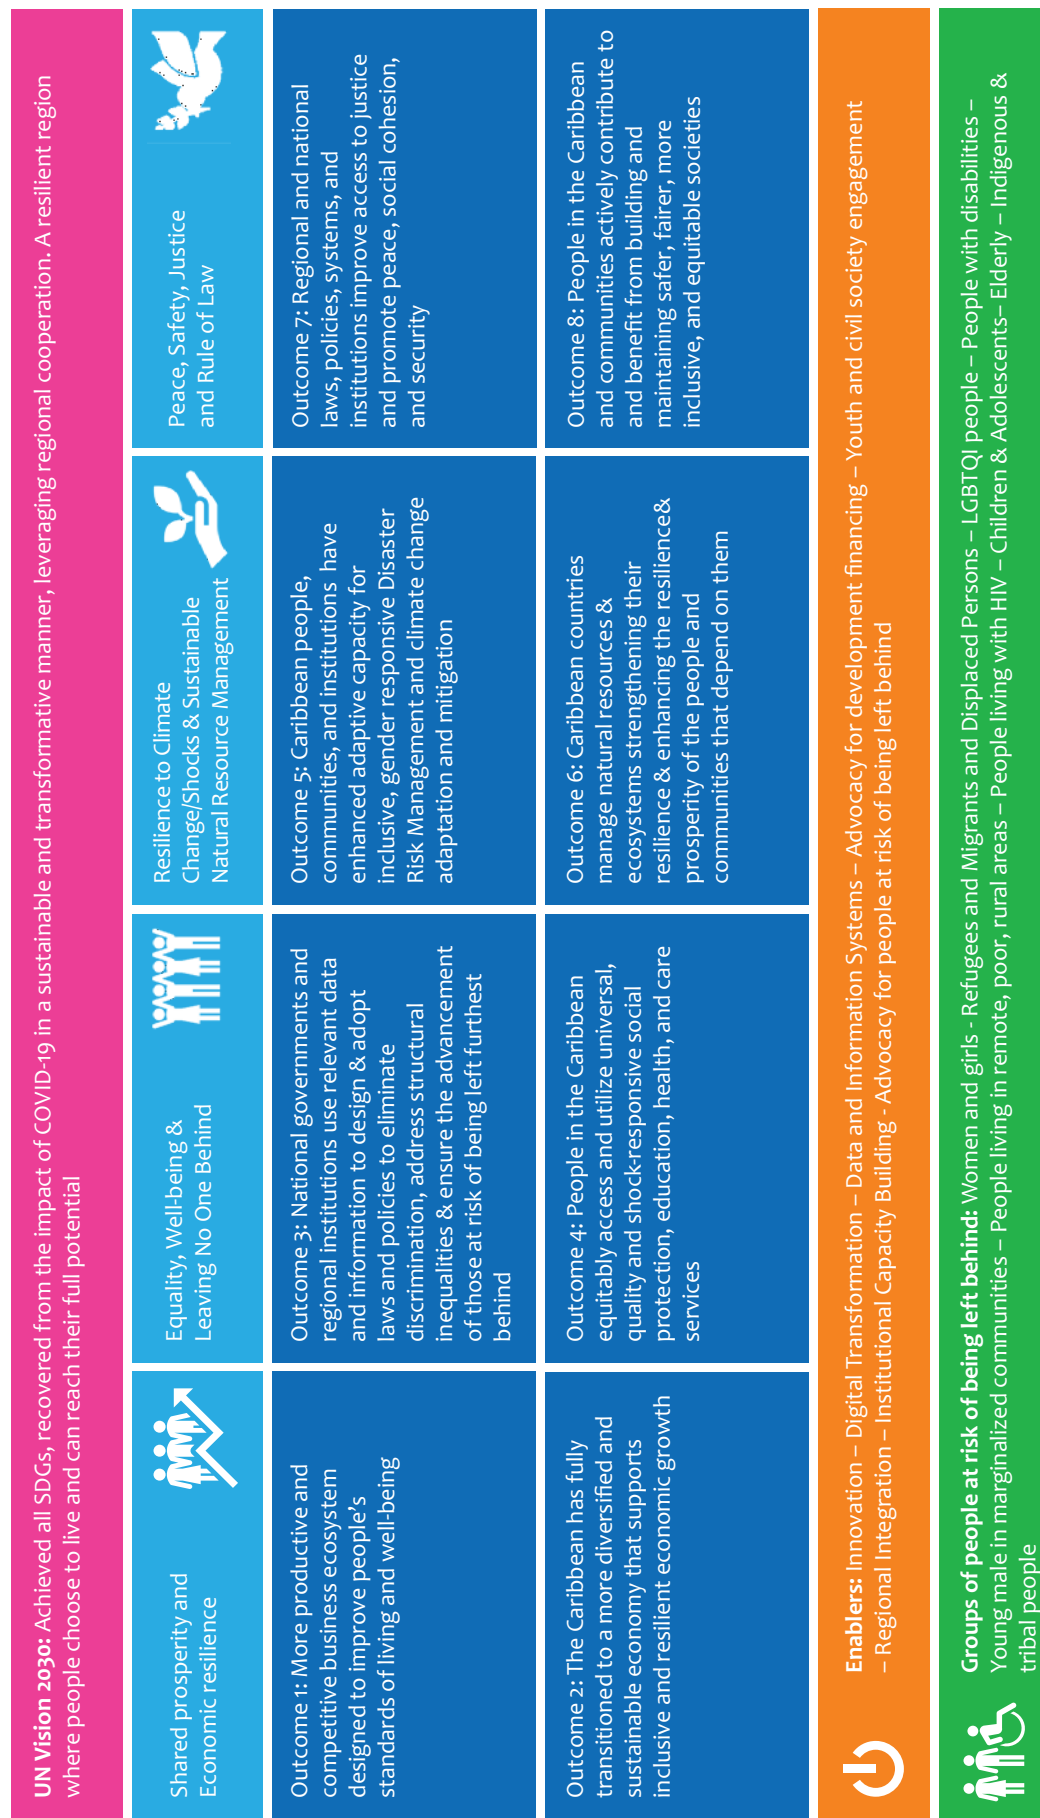 UN Vision 2030: Achieved all SDGs, recovered from the impact of COVID-19 in a sustainable and transformative manner, leveraging regional cooperation. A resilient region
where people choose to live and can reach their full potential
Shared prosperity and
Economic resilience
Equality, Well-being &
Leaving No One Behind
Resilience to Climate
Change/Shocks & Sustainable
Natural Resource Management
Peace, Safety, Justice
and Rule of Law
Outcome 1: More productive and
competitive business ecosystem
designed to improve people’s
standards of living and well-being
Outcome 3: National governments and
regional institutions use relevant data
and information to design & adopt
laws and policies to eliminate
discrimination, address structural
inequalities & ensure the advancement
of those at risk of being left furthest
behind
Outcome 5: Caribbean people,
communities, and institutions have
enhanced adaptive capacity for
inclusive, gender responsive Disaster
Risk Management and climate change
adaptation and mitigation
Outcome 7: Regional and national
laws, policies, systems, and
institutions improve access to justice
and promote peace, social cohesion,
and security
Outcome 2: The Caribbean has fully
transitioned to a more diversified and
sustainable economy that supports
inclusive and resilient economic growth
Outcome 4: People in the Caribbean
equitably access and utilize universal,
quality and shock-responsive social
protection, education, health, and care
services
Outcome 6: Caribbean countries
manage natural resources &
ecosystems strengthening their
resilience & enhancing the resilience&
prosperity of the people and
communities that depend on them
Outcome 8: People in the Caribbean
and communities actively contribute to
and benefit from building and
maintaining safer, fairer, more
inclusive, and equitable societies
Enablers: Innovation – Digital Transformation – Data and Information Systems – Advocacy for development financing – Youth and civil society engagement
– Regional Integration – Institutional Capacity Building - Advocacy for people at risk of being left behind
Groups of people at risk of being left behind: Women and girls - Refugees and Migrants and Displaced Persons – LGBTQI people – People with disabilities –
Young male in marginalized communities – People living in remote, poor, rural areas – People living with HIV – Children & Adolescents– Elderly – Indigenous &
tribal people